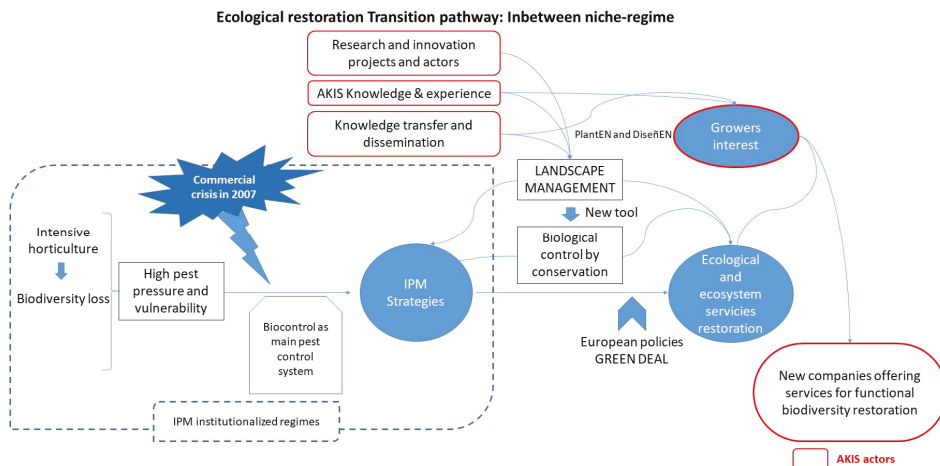 Ecological restoration Transition pathway: Inbetween niche-regime
Research and innovation
projects and actors
AKIS Knowledge & experience
Knowledge transfer and
dissemination
PlantEN and DiseñEN
Growers
interest
Commercial
crisis in 2007
LANDSCAPE
MANAGEMENT
New tool
Biological
control by
conservation
Intensive
horticulture
Biodiversity loss
High pest
pressure and
vulnerability
IPM
Strategies
Ecological
and
ecosystem
servicies
restoration
Biocontrol as
main pest
control
system
European policies
GREEN DEAL
IPM institutionalized regimes
New companies offering
services for functional
biodiversity restoration
AKIS actors